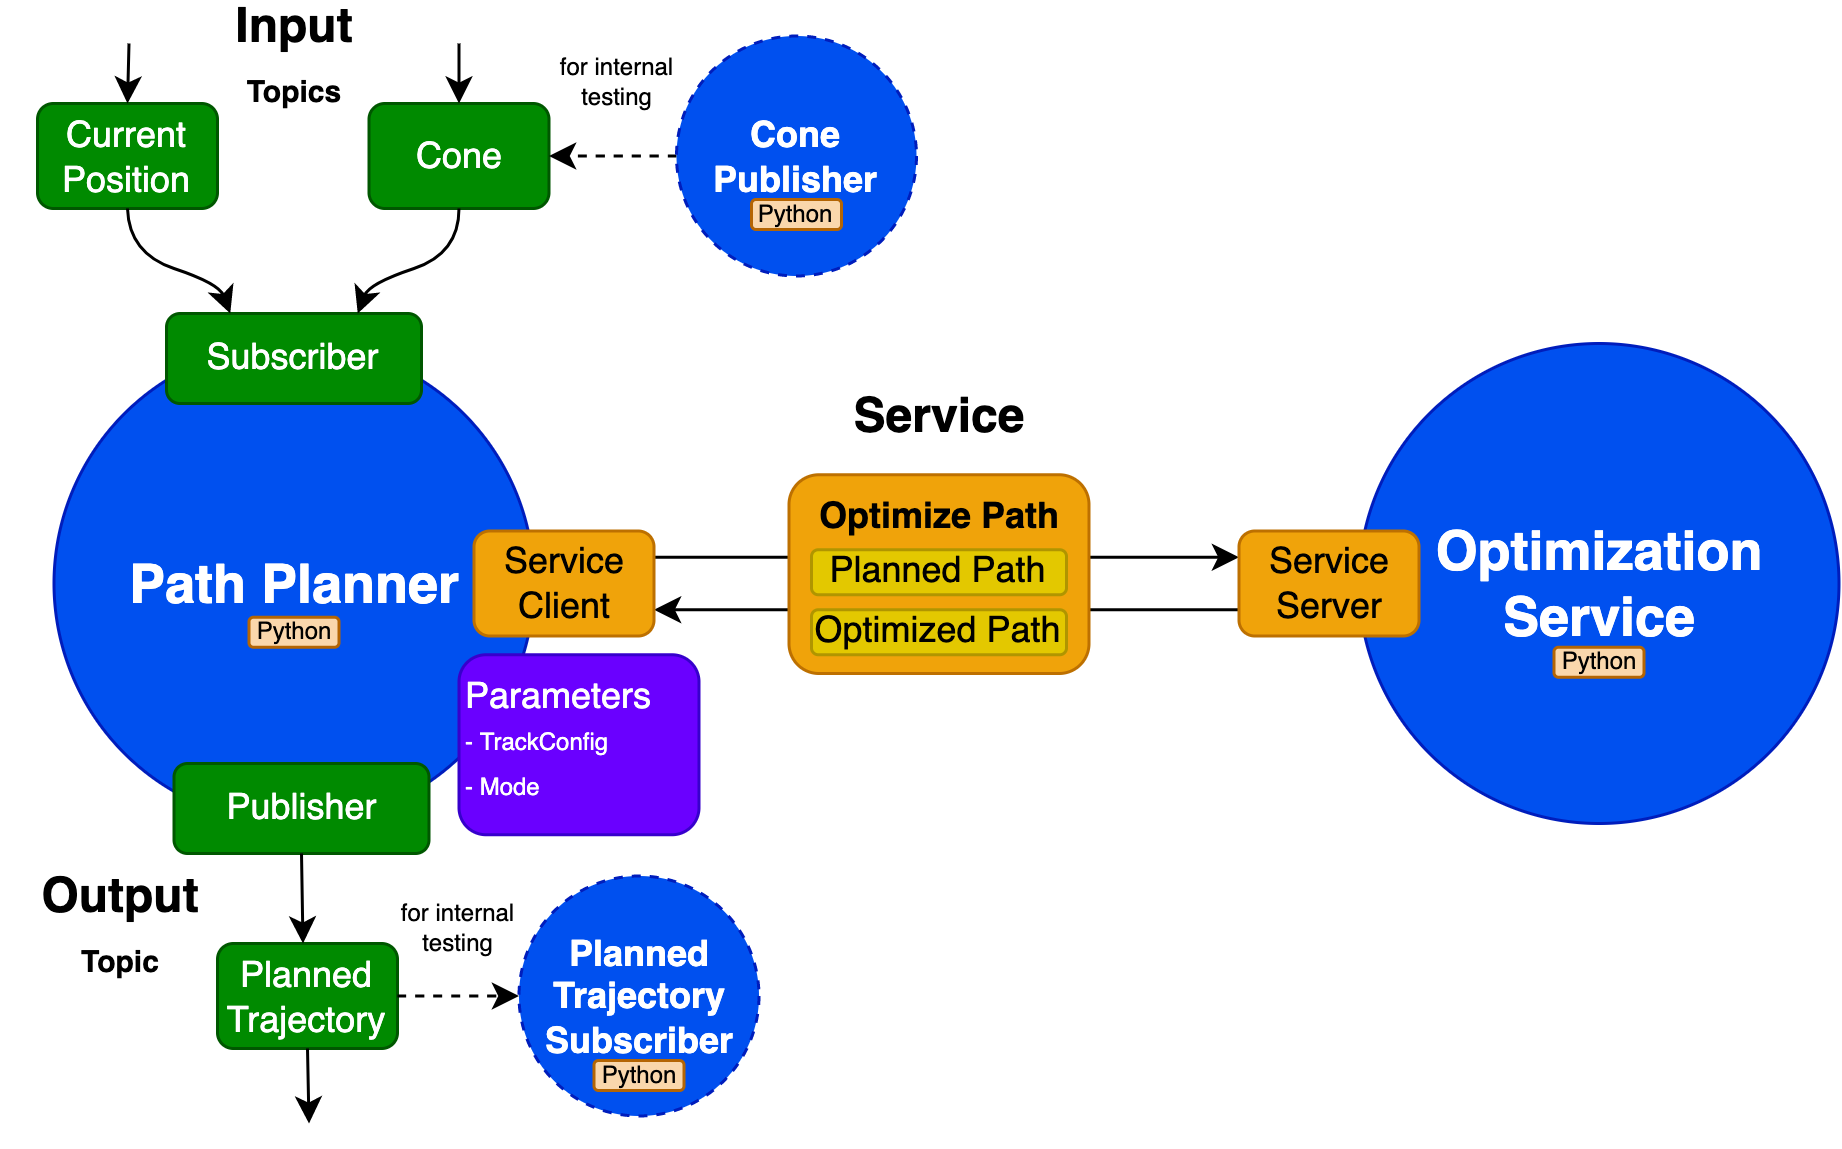 Input
Topics
Current
Position
Cone
for internal
testing
Cone
Publisher
Python
Subscriber
Path Planner
Python
Service
Client
Service
Optimize Path
Planned Path
Optimized Path
Service
Server
Optimization
Service
Python
Parameters
- TrackConfig
- Mode
Publisher
Output
Topic
Planned
Trajectory
for internal
testing
Planned
Trajectory
Subscriber
Python